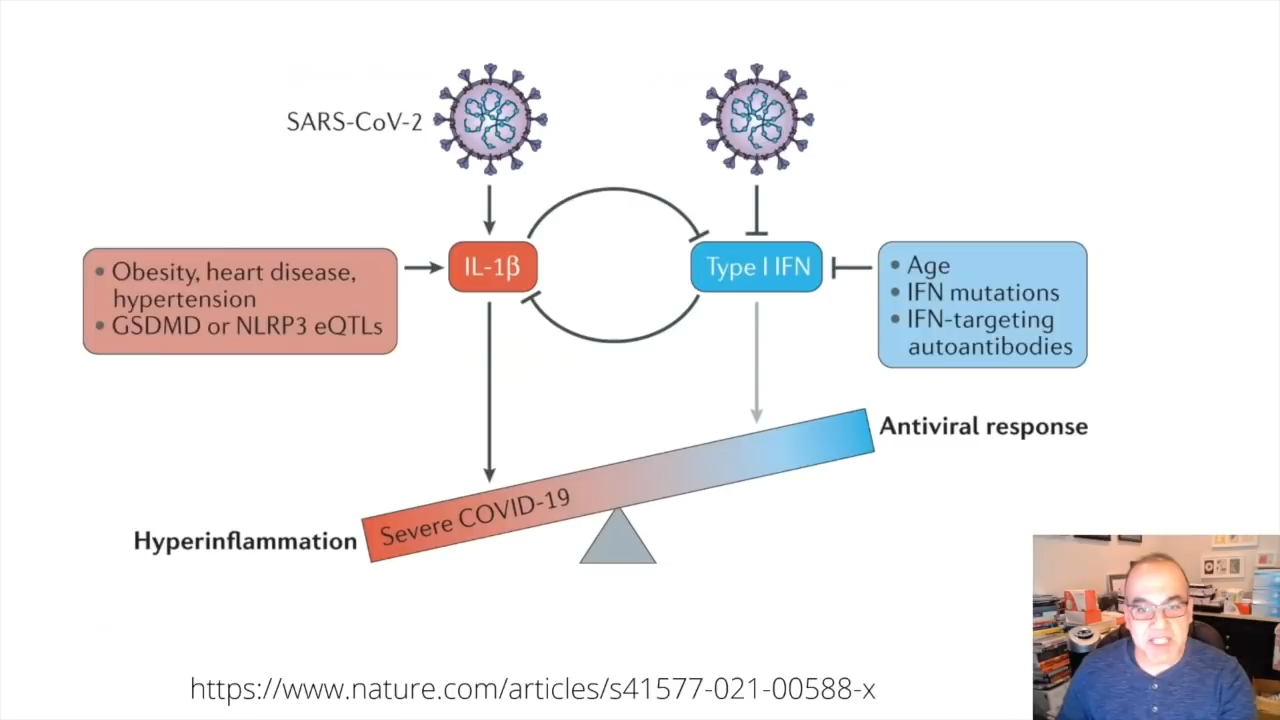 SARS-CoV-2
• Obesity, heart disease,
hypertension
• GSDMD or NLRP3 eQTLs
IL-1β
Type I IFN
• Age
• IFN mutations
• IFN-targeting
autoantibodies
Antiviral response
Severe COVID-19
Hyperinflammation
https://www.nature.com/articles/s41577-021-00588-x